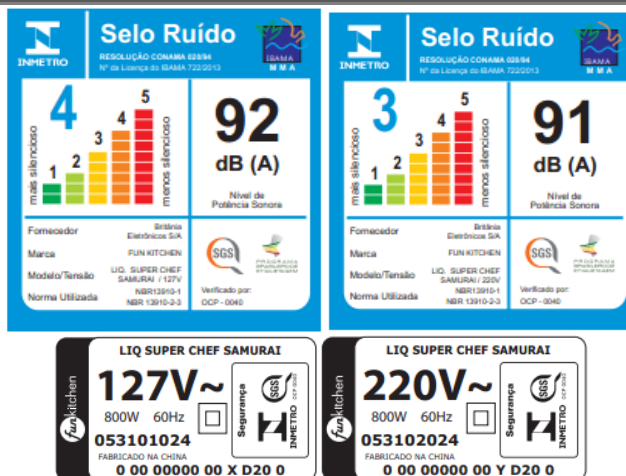 Selo Ruído
INMETRO
RESOLUÇÃO CONAMA 020/94
Nº da Licença do IBAMA 722/2013
IBAMA
M M A
4
mais silencioso
1
2
3
4
5
menos silencioso
92
dB (A)
Nível de
Potência Sonora
Fornecedor
Britânia
Eletrônicos S/A
Marca
FUN KITCHEN
Modelo/Tensão
LIQ. SUPER CHEF
SAMURAI / 127V
Norma Utilizada
NBR13910-1
NBR 13910-2-3
SGS
Verificado por:
OCP - 0040
Selo Ruído
INMETRO
RESOLUÇÃO CONAMA 020/94
Nº da Licença do IBAMA 722/2013
IBAMA
M M A
3
mais silencioso
1
2
3
4
5
menos silencioso
91
dB (A)
Nível de
Potência Sonora
Fornecedor
Britânia
Eletrônicos S/A
Marca
FUN KITCHEN
Modelo/Tensão
LIQ. SUPER CHEF
SAMURAI / 220V
Norma Utilizada
NBR13910-1
NBR 13910-2-3
SGS
Verificado por:
OCP - 0040
funkitchen
LIQ SUPER CHEF SAMURAI
127V~
800W 60Hz
053101024
FABRICADO NA CHINA
0 00 00000 00 X D20 0
Segurança
SGS
OCP 0040
INMETRO
funkitchen
LIQ SUPER CHEF SAMURAI
220V~
800W 60Hz
053102024
FABRICADO NA CHINA
0 00 00000 00 Y D20 0
Segurança
SGS
OCP 0040
INMETRO